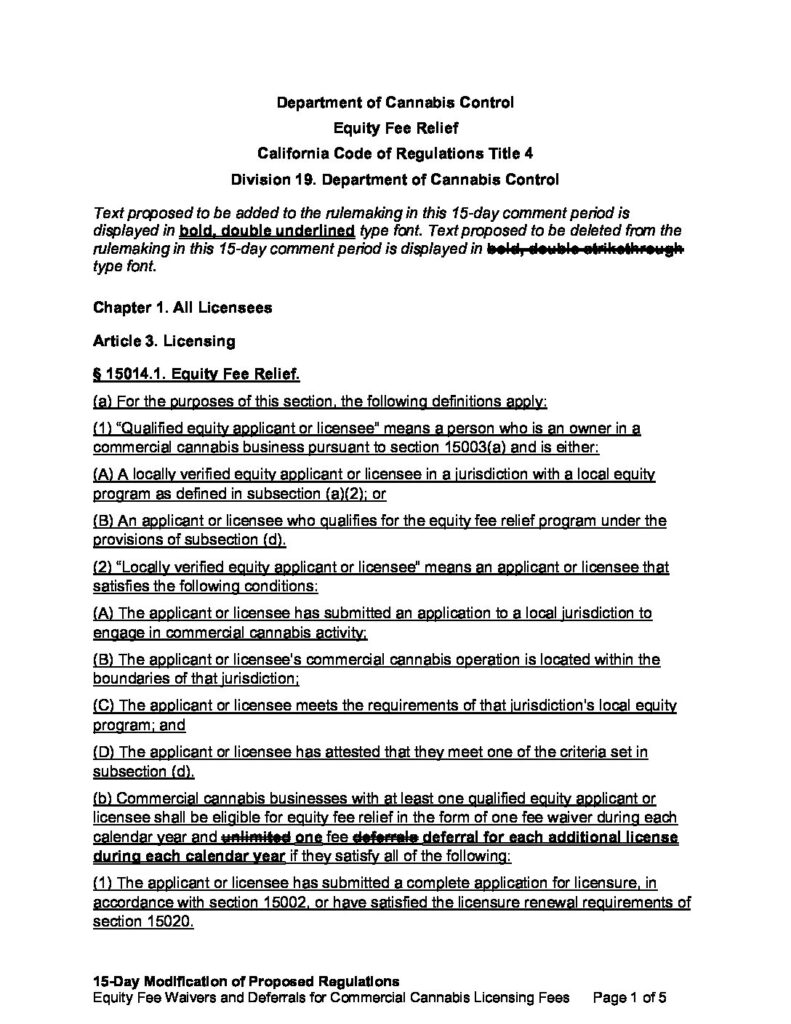 Department of Cannabis Control
Equity Fee Relief
California Code of Regulations Title 4
Division 19. Department of Cannabis Control
Text proposed to be added to the rulemaking in this 15-day comment period is
displayed in bold, double underlined type font. Text proposed to be deleted from the
rulemaking in this 15-day comment period is displayed in bold, double strikethrough
type font.
Chapter 1. All Licensees
Article 3. Licensing
§ 15014.1. Equity Fee Relief.
(a) For the purposes of this section, the following definitions apply:
(1) “Qualified equity applicant or licensee” means a person who is an owner in a
commercial cannabis business pursuant to section 15003(a) and is either:
(A) A locally verified equity applicant or licensee in a jurisdiction with a local equity
program as defined in subsection (a)(2); or
(B) An applicant or licensee who qualifies for the equity fee relief program under the
provisions of subsection (d).
(2) “Locally verified equity applicant or licensee” means an applicant or licensee that
satisfies the following conditions:
(A) The applicant or licensee has submitted an application to a local jurisdiction to
engage in commercial cannabis activity;
(B) The applicant or licensee's commercial cannabis operation is located within the
boundaries of that jurisdiction;
(C) The applicant or licensee meets the requirements of that jurisdiction's local equity
program; and
(D) The applicant or licensee has attested that they meet one of the criteria set in
subsection (d).
(b) Commercial cannabis businesses with at least one qualified equity applicant or
licensee shall be eligible for equity fee relief in the form of one fee waiver during each
calendar year and unlimited one fee deferrals deferral for each additional license
during each calendar year if they satisfy all of the following:
(1) The applicant or licensee has submitted a complete application for licensure, in
accordance with section 15002, or have satisfied the licensure renewal requirements of
section 15020.
15-Day Modification of Proposed Regulations
Equity Fee Waivers and Deferrals for Commercial Cannabis Licensing Fees Page 1 of 5